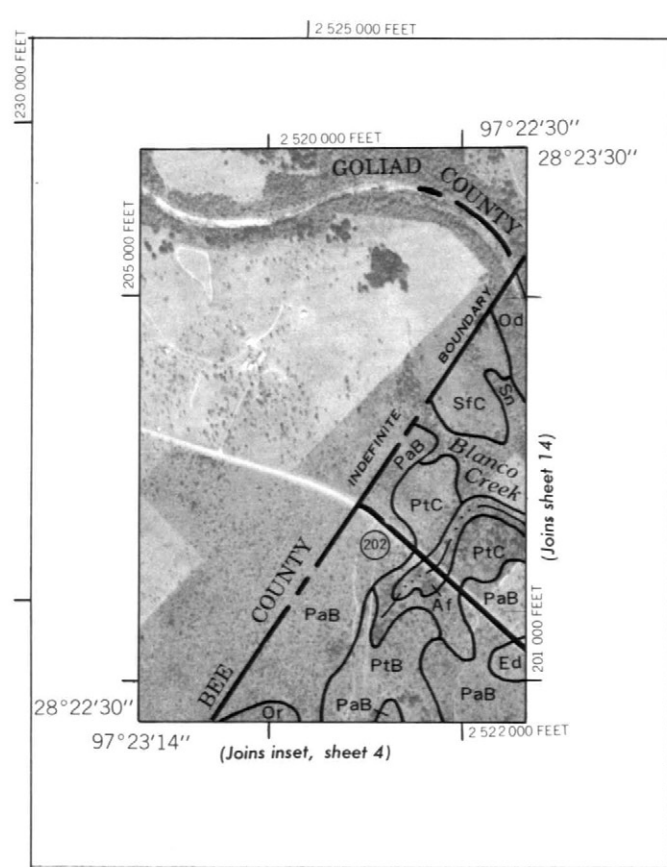 2 525 000 FEET
230 000 FEET
2 520 000 FEET
97°22'30"
28°23'30"
GOLIAD COUNTY
205 000 FEET
INDEFINITE BOUNDARY
Od
Sn
SfC
PaB
Blanco
Creek
PtC
(Joins sheet 14)
202
PtC
BEE COUNTY
PaB
Af
PaB
201 000 FEET
PtB
Ed
PaB
PaB
Or
28°22'30"
97°23'14"
2 522 000 FEET
(Joins inset, sheet 4)